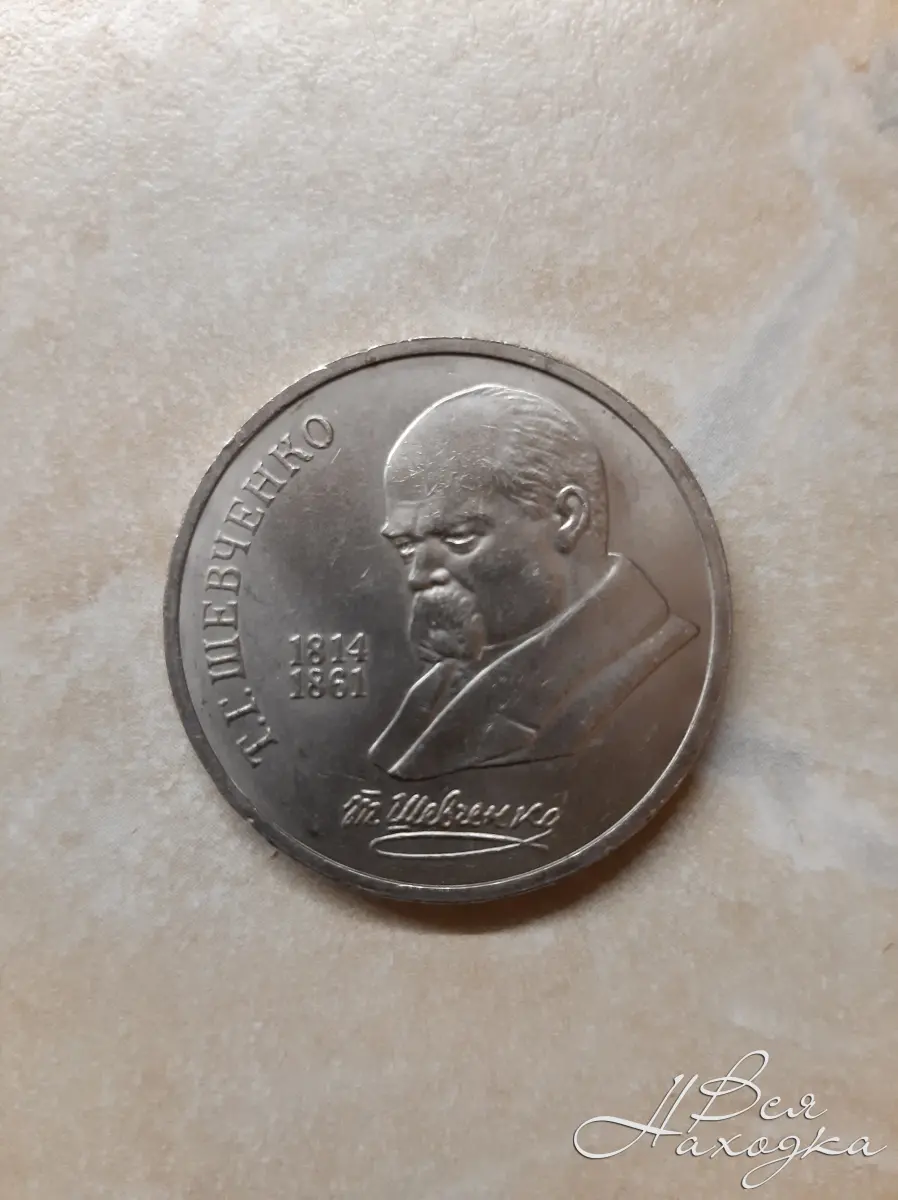 Т.Г. ШЕВЧЕНКО
1814
1861
Т. Шевченко
Вся
Находка